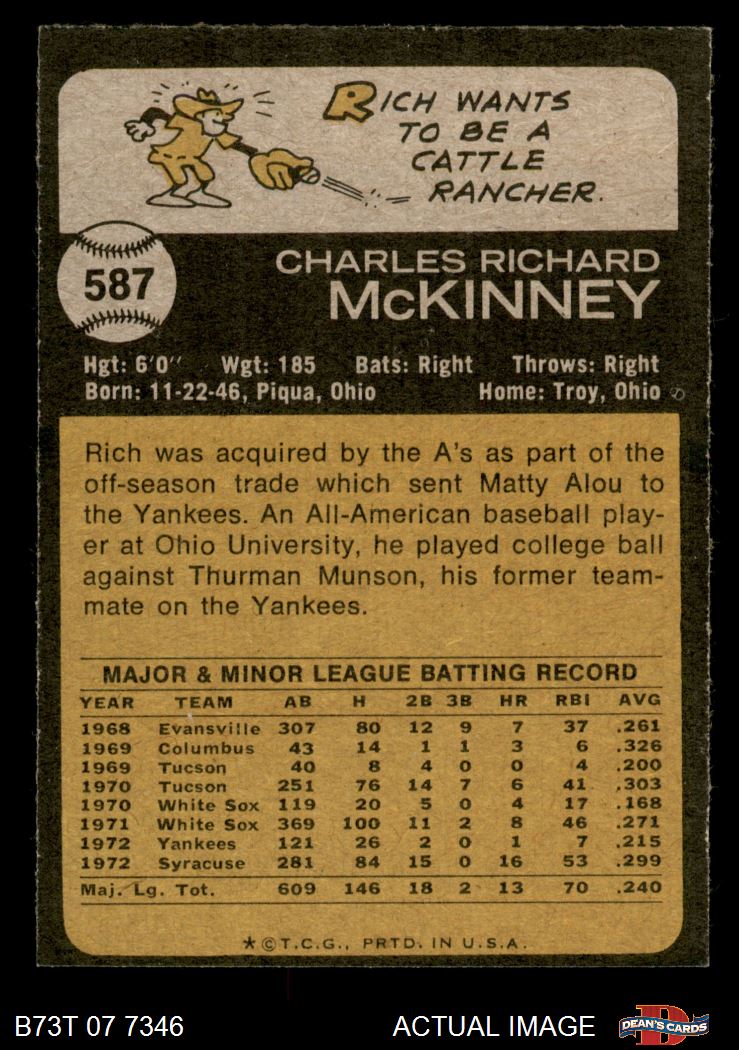 RICH WANTS
TO BE A
CATTLE
RANCHER.
587
CHARLES RICHARD
McKINNEY
Hgt: 6'0" Wgt: 185 Bats: Right Throws: Right
Born: 11-22-46, Piqua, Ohio Home: Troy, Ohio
Rich was acquired by the A's as part of the
off-season trade which sent Matty Alou to
the Yankees. An All-American baseball play-
er at Ohio University, he played college ball
against Thurman Munson, his former team-
mate on the Yankees.
MAJOR & MINOR LEAGUE BATTING RECORD
YEAR TEAM AB H 2B 3B HR RBI AVG
1968 Evansville 307 80 12 9 7 37 .261
1969 Columbus 43 14 1 1 3 6 .326
1969 Tucson 40 8 4 0 0 4 .200
1970 Tucson 251 76 14 7 6 41 .303
1970 White Sox 119 20 5 0 4 17 .168
1971 White Sox 369 100 11 2 8 46 .271
1972 Yankees 121 26 2 0 1 7 .215
1972 Syracuse 281 84 15 0 16 53 .299
Maj. Lg. Tot. 609 146 18 2 13 70 .240
★©T.C.G., PRTD. IN U.S.A.
B73T 07 7346 ACTUAL IMAGE
D
DEAN'S CARDS